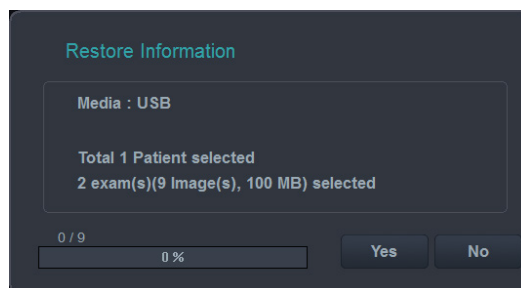 Restore Information
Media : USB
Total 1 Patient selected
2 exam(s)(9 Image(s), 100 MB) selected
0 / 9
0 %
Yes
No